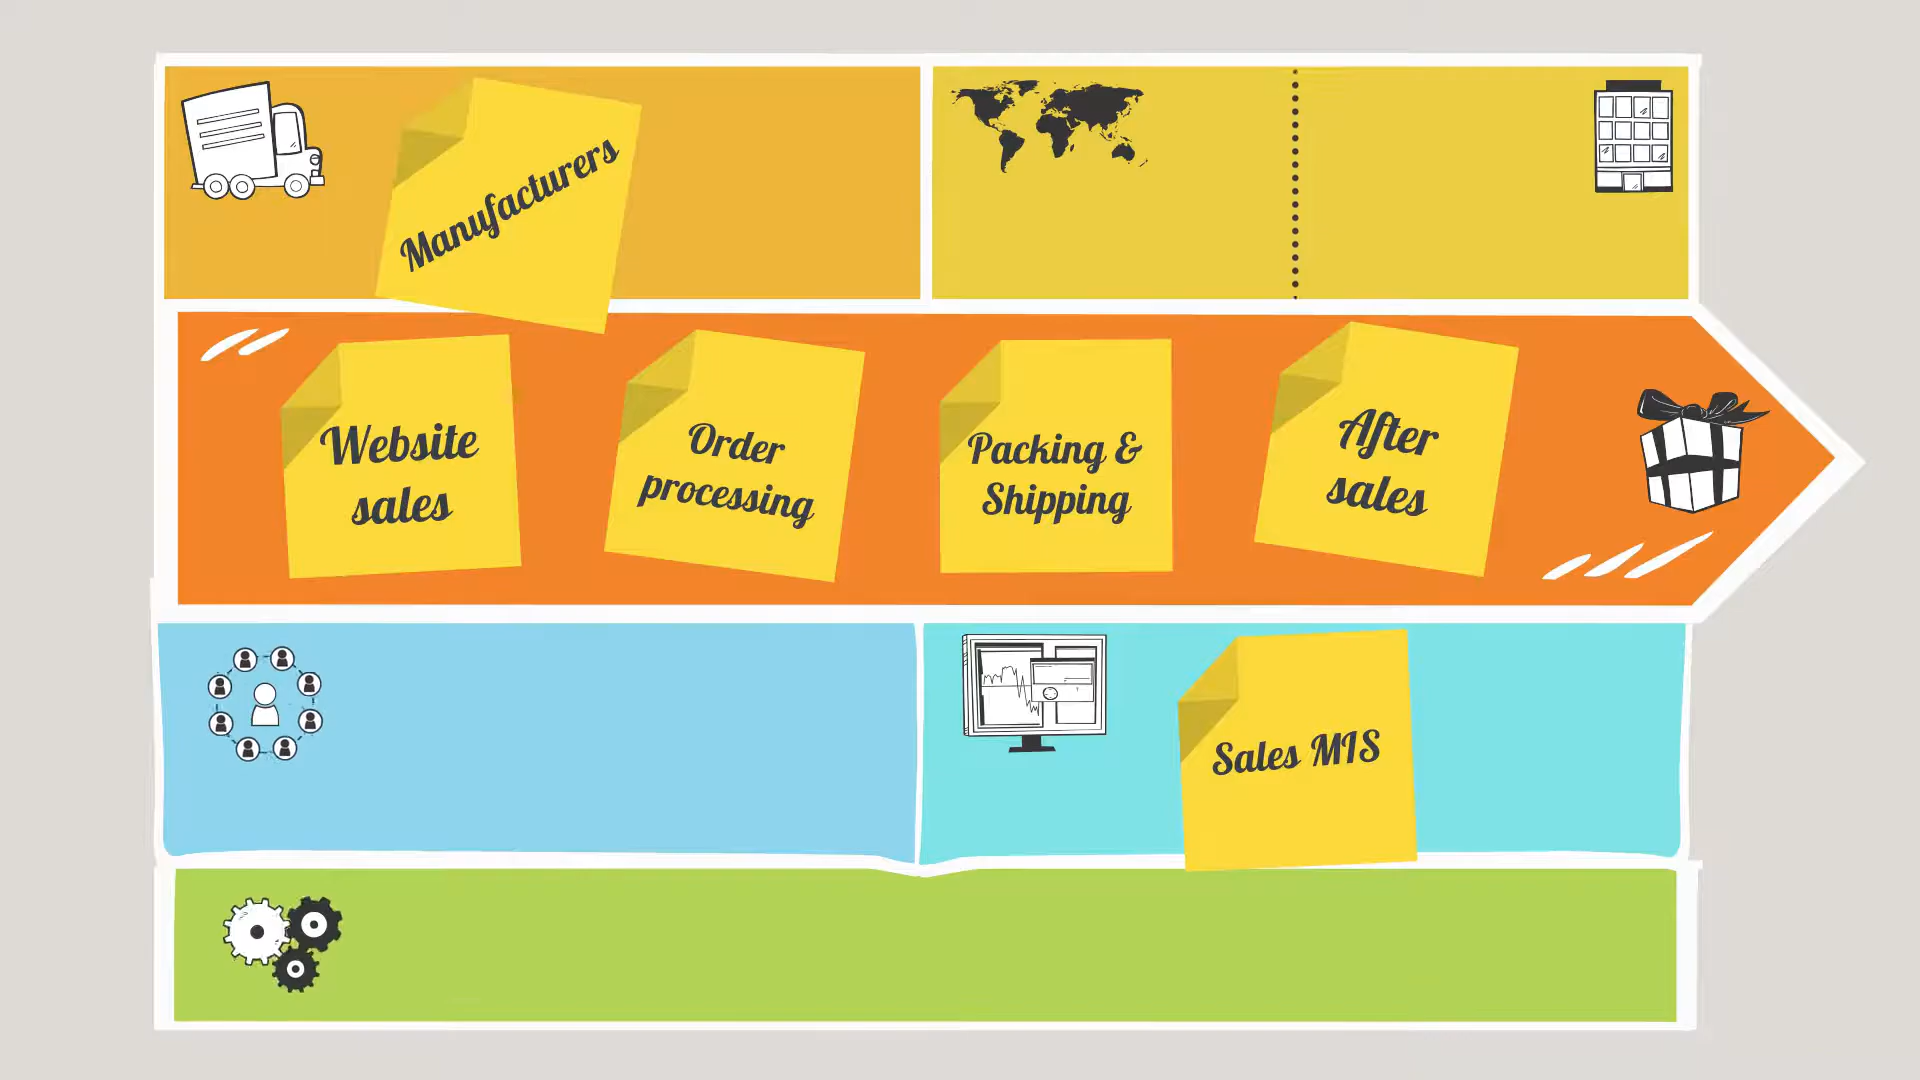 Manufacturers
Website
sales
Order
processing
Packing &
Shipping
After
sales
Sales MIS